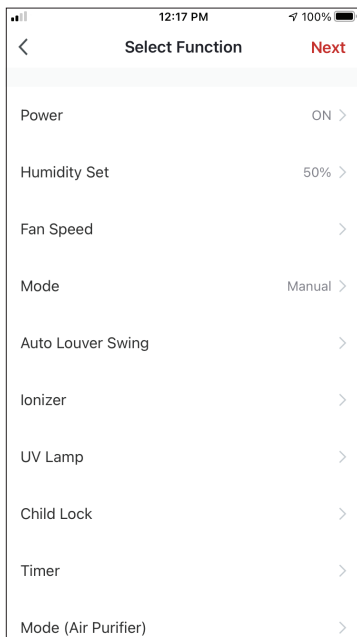 12:17 PM 100%
Select Function Next
Power ON
Humidity Set 50%
Fan Speed
Mode Manual
Auto Louver Swing
Ionizer
UV Lamp
Child Lock
Timer
Mode (Air Purifier)